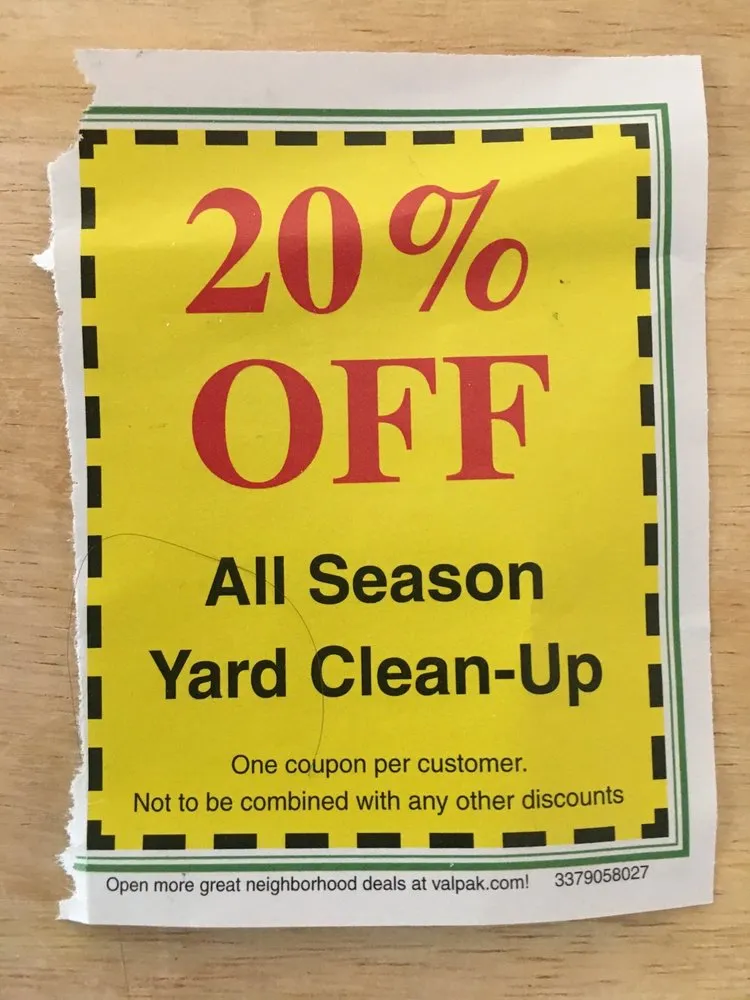 20%
OFF
All Season
Yard Clean-Up
One coupon per customer.
Not to be combined with any other discounts
Open more great neighborhood deals at valpak.com! 3379058027